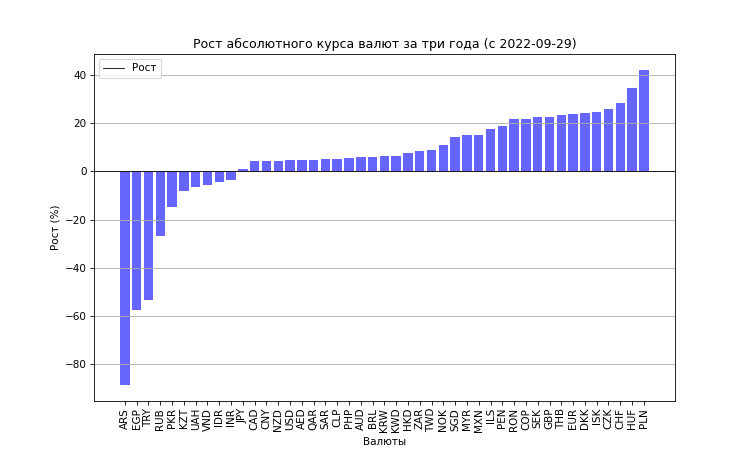 Рост абсолютного курса валют за три года (с 2022-09-29)
Рост
40
20
0
−20
−40
−60
−80
Рост (%)
ARS EGP TRY RUB PKR KZT UAH VND IDR INR JPY CAD CNY NZD USD AED QAR SAR CLP PHP AUD BRL KRW KWD HKD ZAR TWD NOK SGD MYR MXN ILS PEN RON COP SEK GBP THB EUR DKK ISK CZK CHF HUF PLN
Валюты